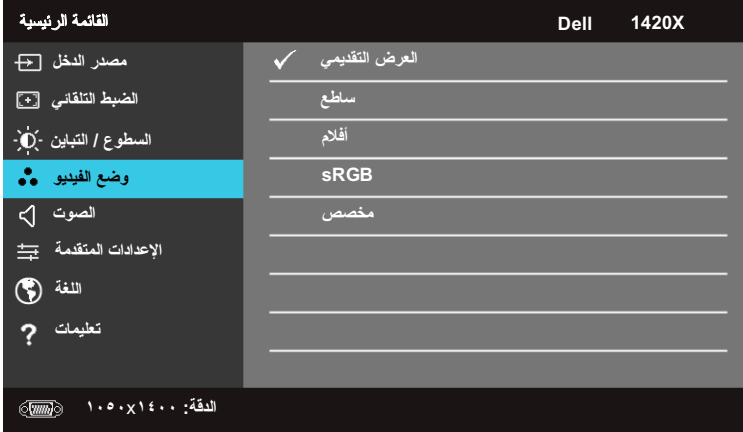 القائمة الرئيسية
Dell 1420X
مصدر الدخل
الضبط التلقائي
السطوع / التباين
وضع الفيديو
الصوت
الإعدادات المتقدمة
اللغة
تعليمات
العرض التقديمي
ساطع
أفلام
sRGB
مخصص
الدقة: ١٤٠٠x١٠٥٠